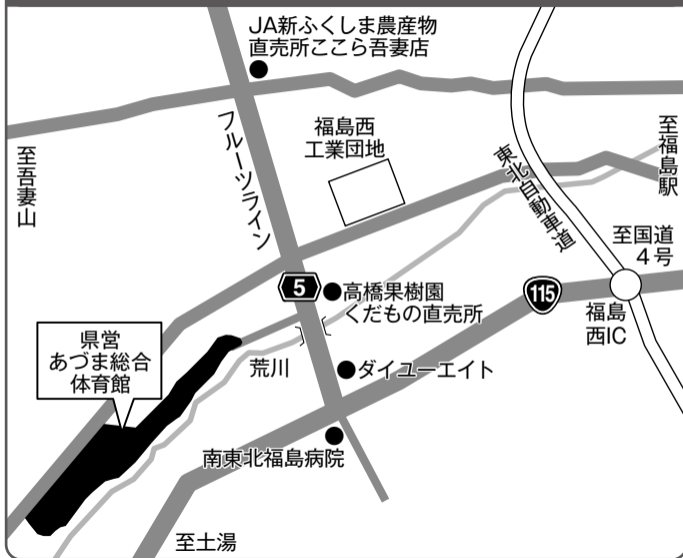 JA新ふくしま農産物
直売所ここら吾妻店
フルーツライン
福島西
工業団地
至吾妻山
東北自動車道
至福島駅
至国道
4号
5
高橋果樹園
くだもの直売所
115
福島
西IC
県営
あづま総合
体育館
荒川
ダイユーエイト
南東北福島病院
至土湯